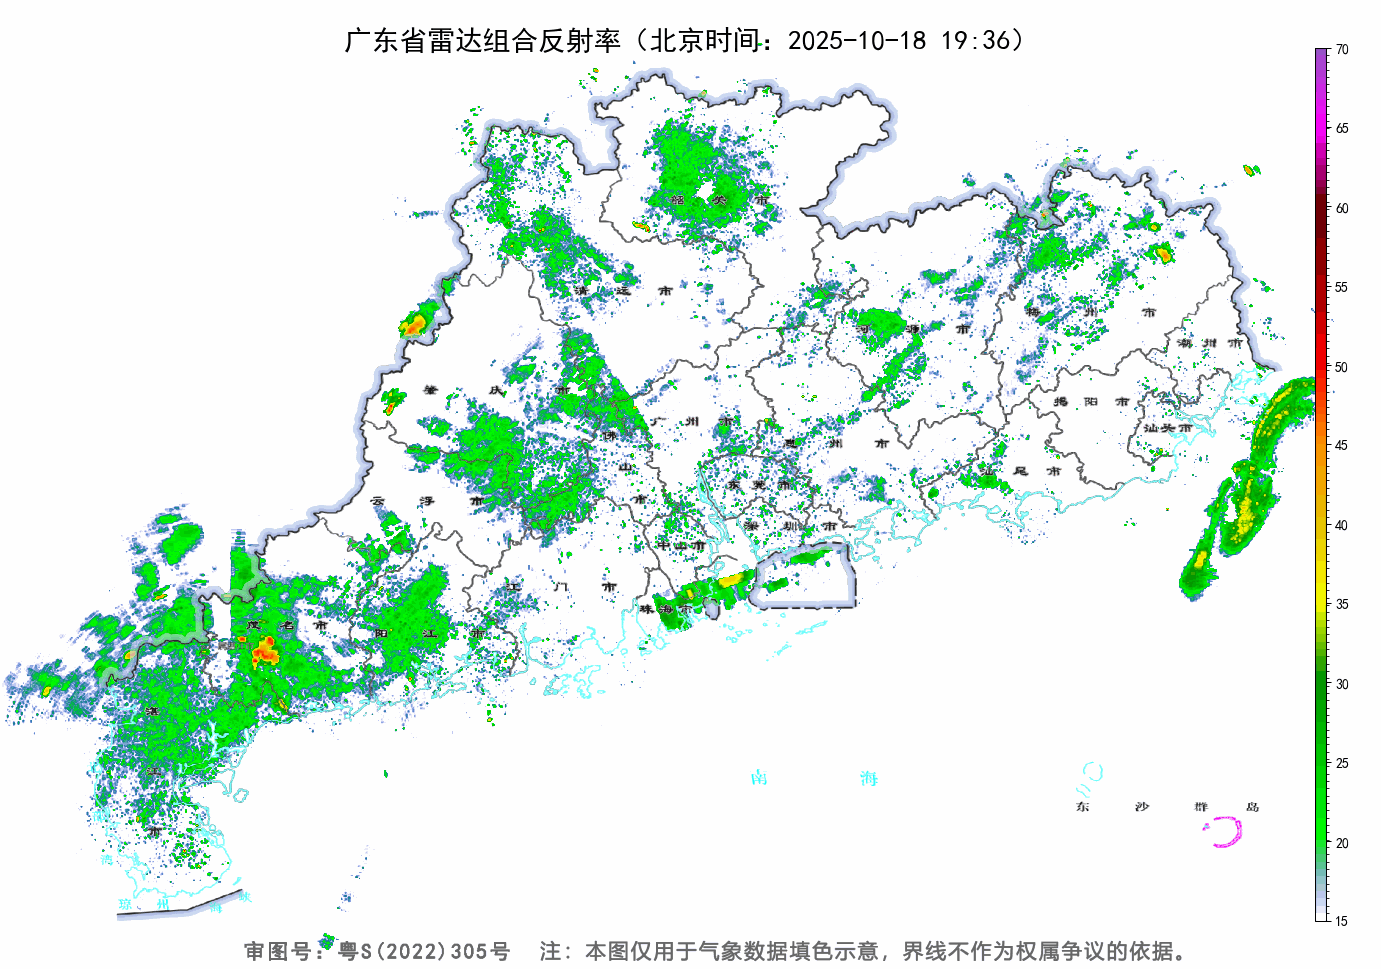 广东省雷达组合反射率（北京时间：2025-10-18 19:36）
70
65
60
55
50
45
40
35
30
25
20
15
韶关市
清远市
河源市
梅州市
潮州市
肇庆市
广州市
惠州市
揭阳市
汕头市
佛山市
东莞市
汕尾市
云浮市
深圳市
中山市
江门市
珠海市
茂名市
阳江市
湛江市
南海
东沙群岛
琼州海峡
审图号：粤S(2022)305号 注：本图仅用于气象数据填色示意，界线不作为权属争议的依据。